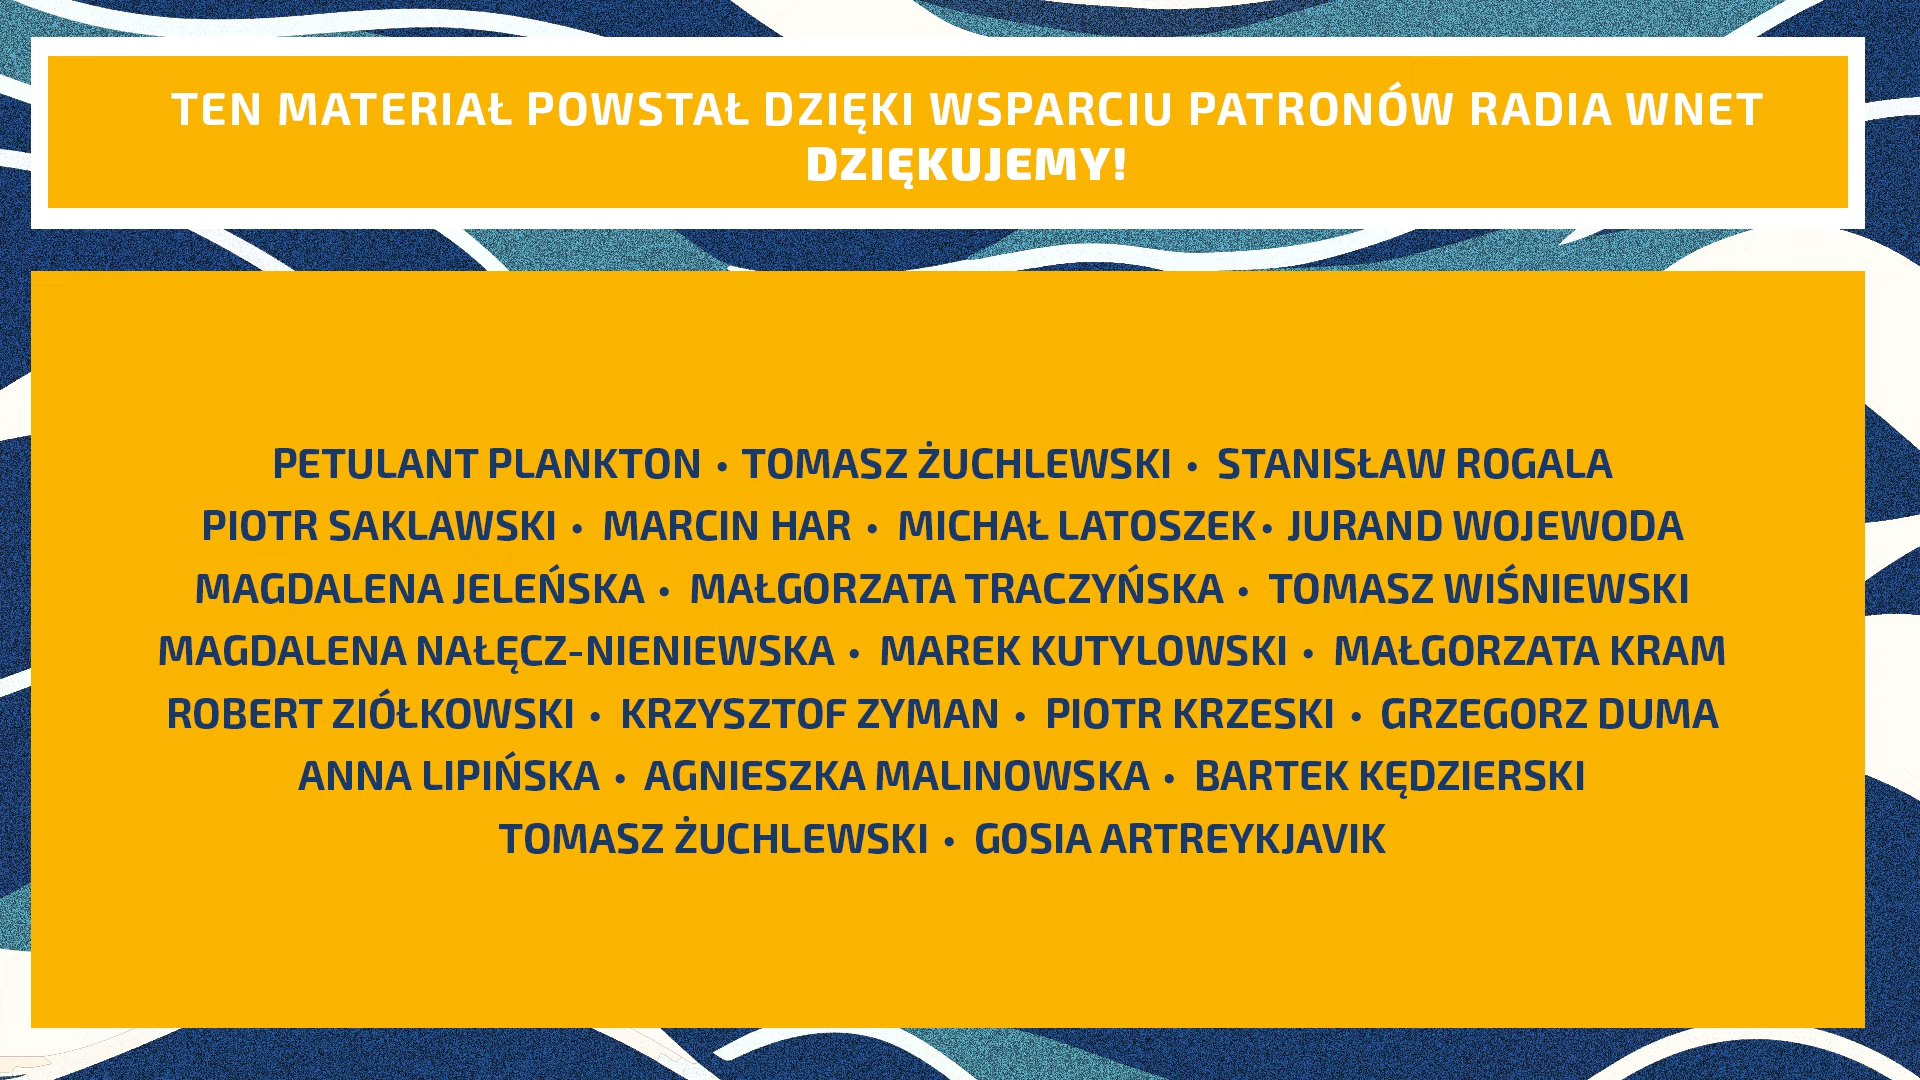 TEN MATERIAŁ POWSTAŁ DZIĘKI WSPARCIU PATRONÓW RADIA WNET
DZIĘKUJEMY!
PETULANT PLANKTON • TOMASZ ŻUCHLEWSKI • STANISŁAW ROGALA
PIOTR SAKLAWSKI • MARCIN HAR • MICHAŁ LATOSZEK • JURAND WOJEWODA
MAGDALENA JELEŃSKA • MAŁGORZATA TRACZYŃSKA • TOMASZ WIŚNIEWSKI
MAGDALENA NAŁĘCZ-NIENIEWSKA • MAREK KUTYLOWSKI • MAŁGORZATA KRAM
ROBERT ZIÓŁKOWSKI • KRZYSZTOF ZYMAN • PIOTR KRZESKI • GRZEGORZ DUMA
ANNA LIPIŃSKA • AGNIESZKA MALINOWSKA • BARTEK KĘDZIERSKI
TOMASZ ŻUCHLEWSKI • GOSIA ARTREYKJAVIK